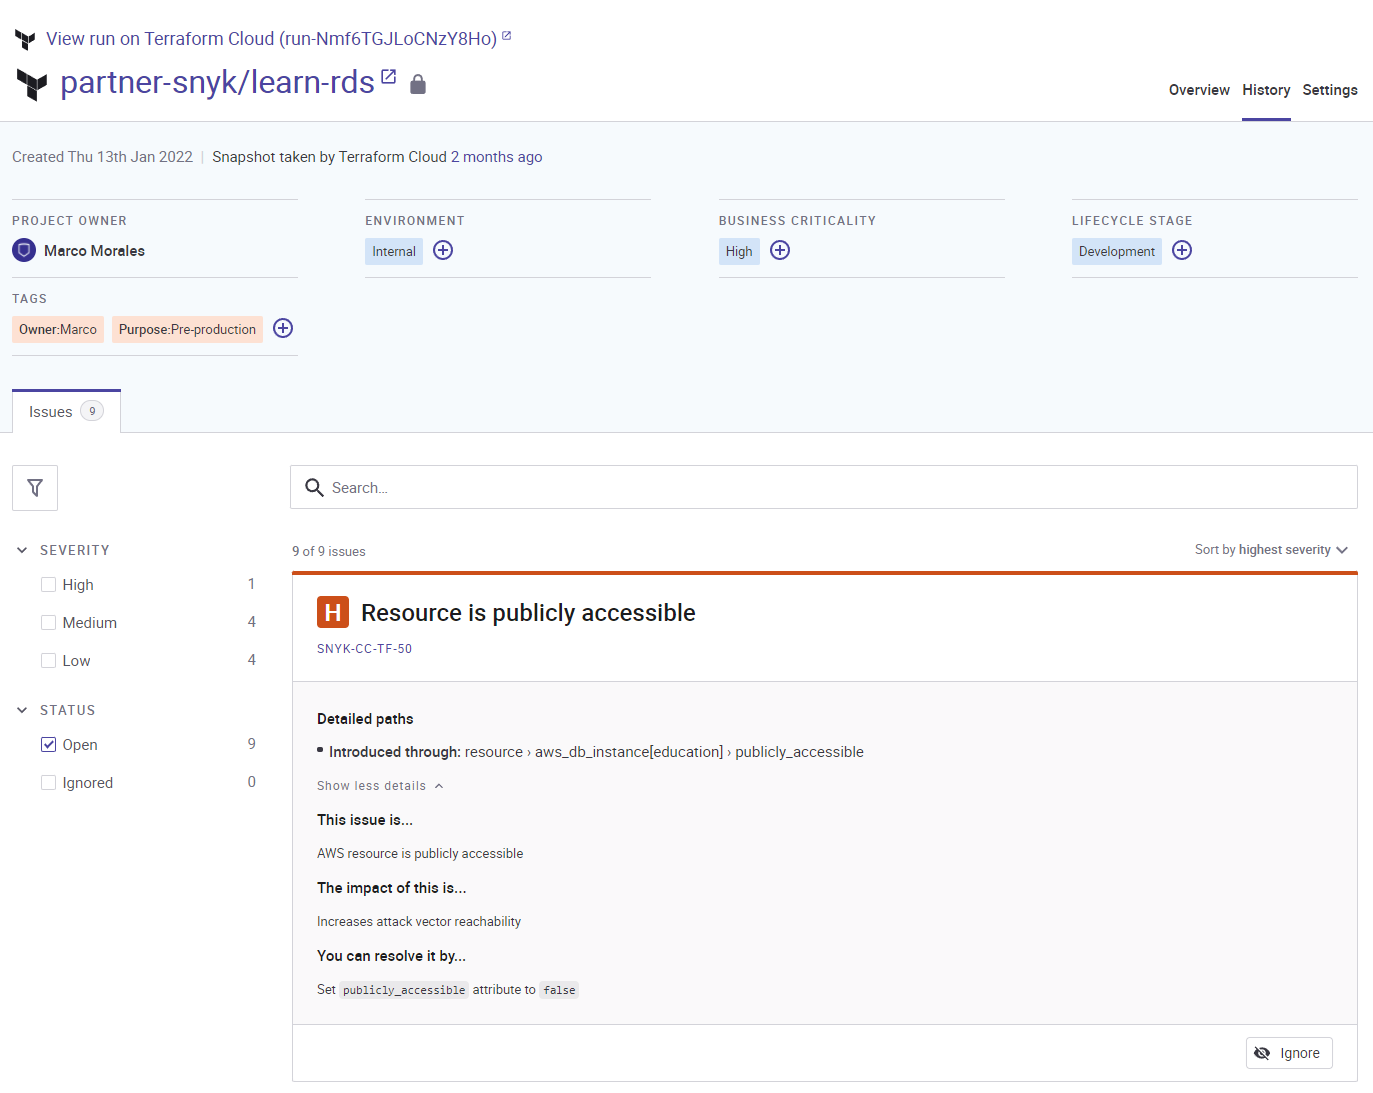 View run on Terraform Cloud (run-Nmf6TGJLoCNzY8Ho)
partner-snyk/learn-rds
Overview History Settings
Created Thu 13th Jan 2022 | Snapshot taken by Terraform Cloud 2 months ago
PROJECT OWNER
Marco Morales
ENVIRONMENT
Internal
BUSINESS CRITICALITY
High
LIFECYCLE STAGE
Development
TAGS
Owner:Marco Purpose:Pre-production
Issues 9
Search...
SEVERITY
High 1
Medium 4
Low 4
STATUS
Open 9
Ignored 0
9 of 9 issues
Sort by highest severity
H Resource is publicly accessible
SNYK-CC-TF-50
Detailed paths
• Introduced through: resource › aws_db_instance[education] › publicly_accessible
Show less details
This issue is...
AWS resource is publicly accessible
The impact of this is...
Increases attack vector reachability
You can resolve it by...
Set publicly_accessible attribute to false
Ignore